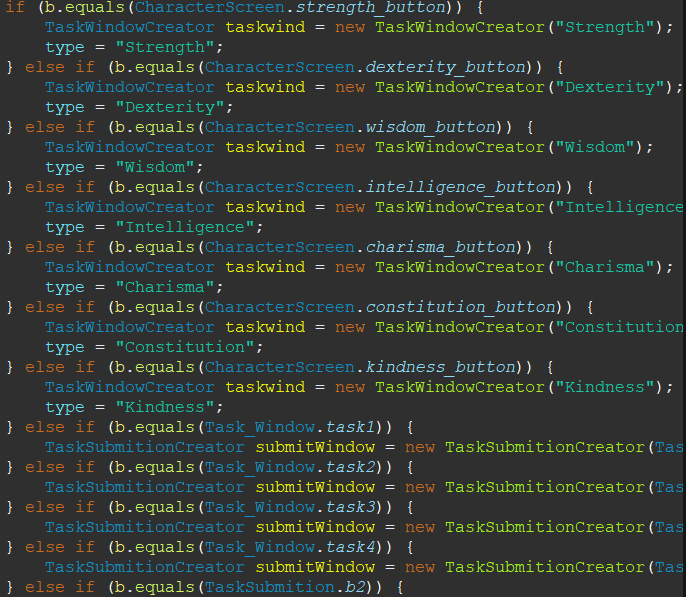 if (b.equals(CharacterScreen.strength_button)) {
TaskWindowCreator taskwind = new TaskWindowCreator("Strength");
type = "Strength";
} else if (b.equals(CharacterScreen.dexterity_button)) {
TaskWindowCreator taskwind = new TaskWindowCreator("Dexterity");
type = "Dexterity";
} else if (b.equals(CharacterScreen.wisdom_button)) {
TaskWindowCreator taskwind = new TaskWindowCreator("Wisdom");
type = "Wisdom";
} else if (b.equals(CharacterScreen.intelligence_button)) {
TaskWindowCreator taskwind = new TaskWindowCreator("Intelligence
type = "Intelligence";
} else if (b.equals(CharacterScreen.charisma_button)) {
TaskWindowCreator taskwind = new TaskWindowCreator("Charisma");
type = "Charisma";
} else if (b.equals(CharacterScreen.constitution_button)) {
TaskWindowCreator taskwind = new TaskWindowCreator("Constitution
type = "Constitution";
} else if (b.equals(CharacterScreen.kindness_button)) {
TaskWindowCreator taskwind = new TaskWindowCreator("Kindness");
type = "Kindness";
} else if (b.equals(Task_Window.task1)) {
TaskSubmitionCreator submitWindow = new TaskSubmitionCreator(Tas
} else if (b.equals(Task_Window.task2)) {
TaskSubmitionCreator submitWindow = new TaskSubmitionCreator(Tas
} else if (b.equals(Task_Window.task3)) {
TaskSubmitionCreator submitWindow = new TaskSubmitionCreator(Tas
} else if (b.equals(Task_Window.task4)) {
TaskSubmitionCreator submitWindow = new TaskSubmitionCreator(Tas
} else if (b.equals(TaskSubmition.b2)) {